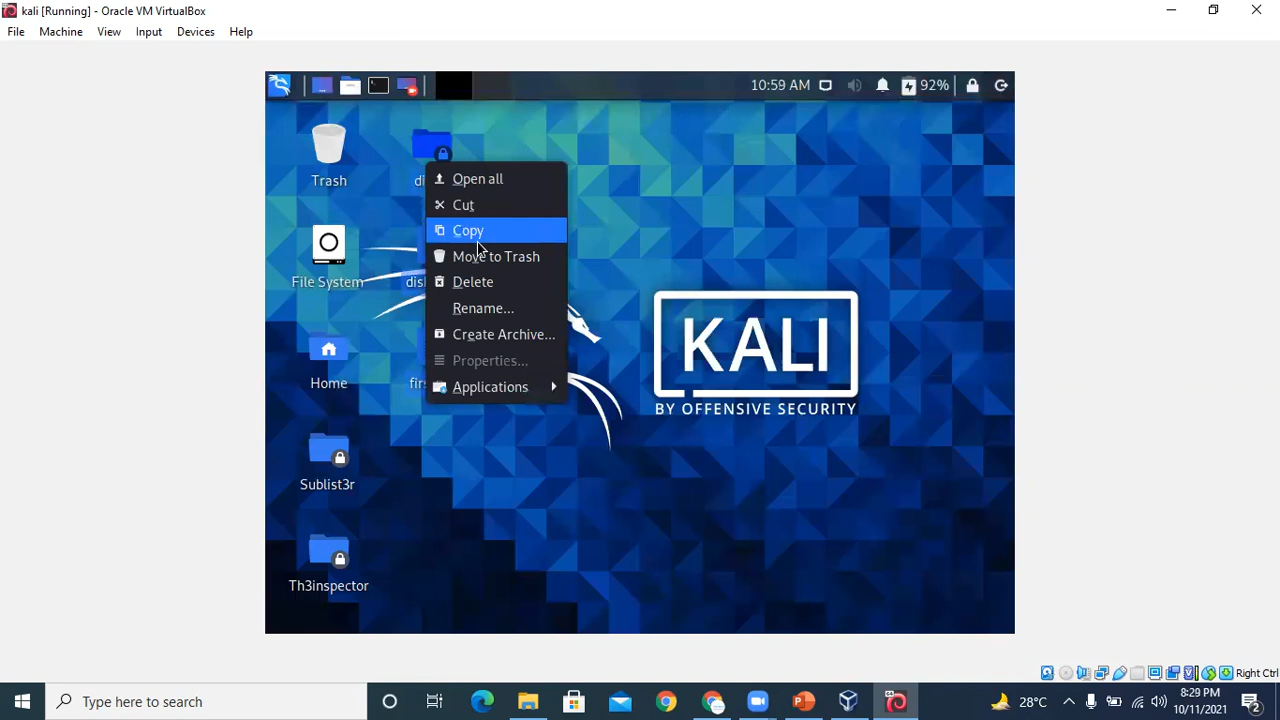 kali [Running] - Oracle VM VirtualBox
File Machine View Input Devices Help
10:59 AM 92%
Trash
Open all
Cut
Copy
Move to Trash
Delete
Rename...
Create Archive...
Properties...
Applications
File System
Home
Sublist3r
Th3inspector
KALI
BY OFFENSIVE SECURITY
Right Ctrl
Type here to search
28°C
8:29 PM
10/11/2021
2